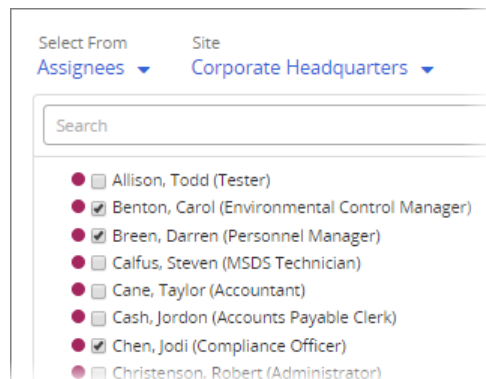 Select From Site
Assignees Corporate Headquarters
Search
Allison, Todd (Tester)
Benton, Carol (Environmental Control Manager)
Breen, Darren (Personnel Manager)
Calfus, Steven (MSDS Technician)
Cane, Taylor (Accountant)
Cash, Jordon (Accounts Payable Clerk)
Chen, Jodi (Compliance Officer)
Christenson, Robert (Administrator)